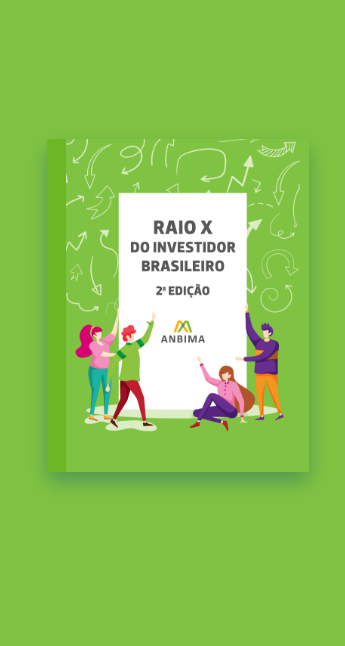 RAIO X
DO INVESTIDOR
BRASILEIRO
2ª EDIÇÃO
ANBIMA